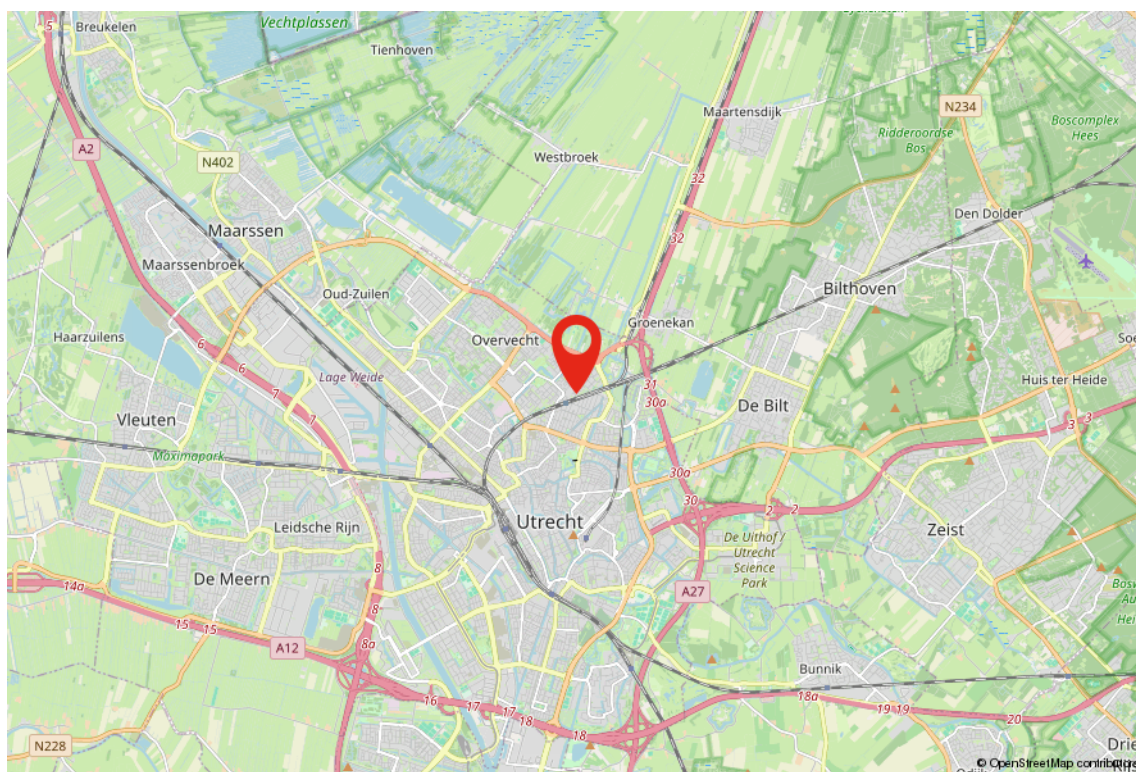 5
Breukelen
Vechtplassen
Tienhoven
N234
Maartensdijk
Boscomplex
Hees
Ridderoordse
Bos
A2
N402
Westbroek
32
Den Dolder
Maarssen
32
Maarssenbroek
Oud-Zuilen
Bilthoven
Groenekan
Haarzuilens
6
6
Overvecht
Soe
Lage Weide
7
31
30a
Huis ter Heide
7
De Bilt
Vleuten
3
3
Maximapark
30a
30
2
2
Utrecht
Leidsche Rijn
Zeist
De Uithof /
Utrecht
Science
Park
De Meern
8
14a
A27
8
15
15
8a
A12
Bunnik
16
17
17
18
18a
19
19
20
N228
18
Drie
© OpenStreetMap contributors